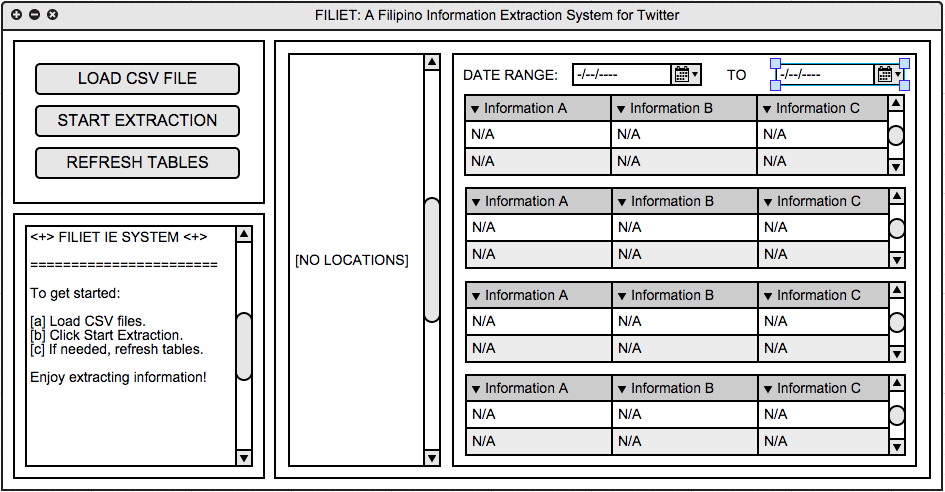 FILIET: A Filipino Information Extraction System for Twitter
LOAD CSV FILE
START EXTRACTION
REFRESH TABLES
<+> FILIET IE SYSTEM <+>
=======================
To get started:
[a] Load CSV files.
[b] Click Start Extraction.
[c] If needed, refresh tables.
Enjoy extracting information!
[NO LOCATIONS]
DATE RANGE: -/--/---- TO -/--/----
Information A Information B Information C
N/A N/A N/A
N/A N/A N/A
Information A Information B Information C
N/A N/A N/A
N/A N/A N/A
Information A Information B Information C
N/A N/A N/A
N/A N/A N/A
Information A Information B Information C
N/A N/A N/A
N/A N/A N/A